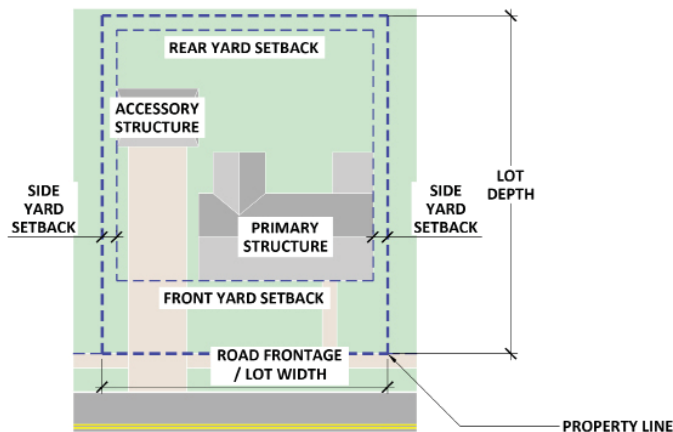 REAR YARD SETBACK
ACCESSORY
STRUCTURE
LOT
DEPTH
SIDE
YARD
SETBACK
PRIMARY
STRUCTURE
SIDE
YARD
SETBACK
FRONT YARD SETBACK
ROAD FRONTAGE
/ LOT WIDTH
PROPERTY LINE